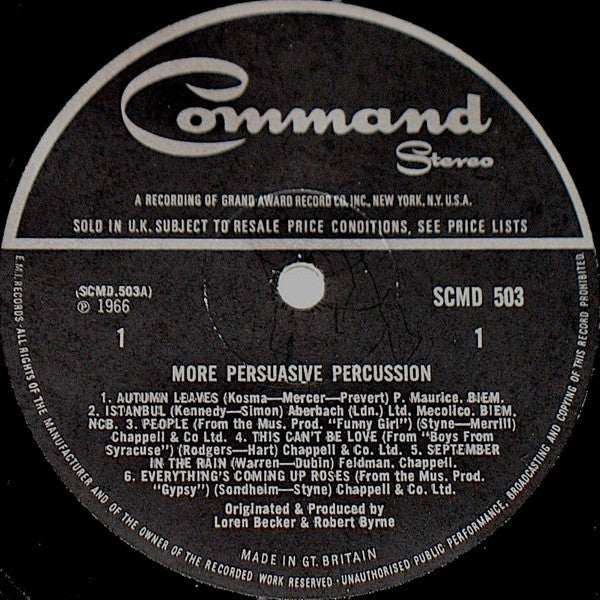 Command
Stereo
A RECORDING OF GRAND AWARD RECORD CO. INC., NEW YORK, N.Y. U.S.A.
SOLD IN U.K. SUBJECT TO RESALE PRICE CONDITIONS, SEE PRICE LISTS
(SCMD.503A)
Ⓟ 1966
1
SCMD 503
1
MORE PERSUASIVE PERCUSSION
1. AUTUMN LEAVES (Kosma—Mercer—Prevert) P. Maurice. BIEM.
2. ISTANBUL (Kennedy—Simon) Aberbach (Ldn.) Ltd. Mecolico. BIEM.
NCB. 3. PEOPLE (From the Mus. Prod. "Funny Girl") (Styne—Merrill)
Chappell & Co Ltd. 4. THIS CAN'T BE LOVE (From "Boys From
Syracuse") (Rodgers—Hart) Chappell & Co. Ltd. 5. SEPTEMBER
IN THE RAIN (Warren—Dubin) Feldman, Chappell.
6. EVERYTHING'S COMING UP ROSES (From the Mus. Prod.
"Gypsy") (Sondheim—Styne) Chappell & Co. Ltd.
Originated & Produced by
Loren Becker & Robert Byrne
MADE IN GT. BRITAIN
E.M.I. RECORDS · ALL RIGHTS OF THE MANUFACTURER AND OF THE OWNER OF THE RECORDED WORK RESERVED · UNAUTHORISED PUBLIC PERFORMANCE, BROADCASTING AND COPYING OF THIS RECORD PROHIBITED.